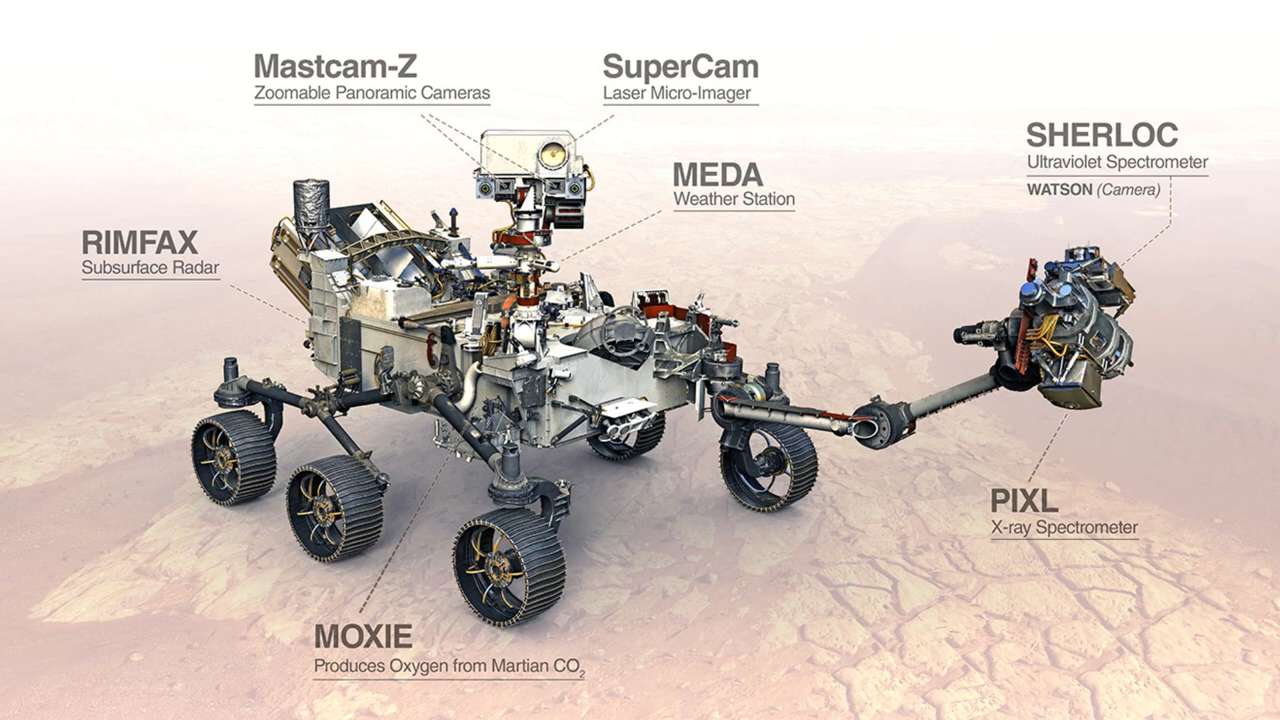 Mastcam-Z
Zoomable Panoramic Cameras
SuperCam
Laser Micro-Imager
SHERLOC
Ultraviolet Spectrometer
WATSON (Camera)
MEDA
Weather Station
RIMFAX
Subsurface Radar
PIXL
X-ray Spectrometer
MOXIE
Produces Oxygen from Martian CO₂